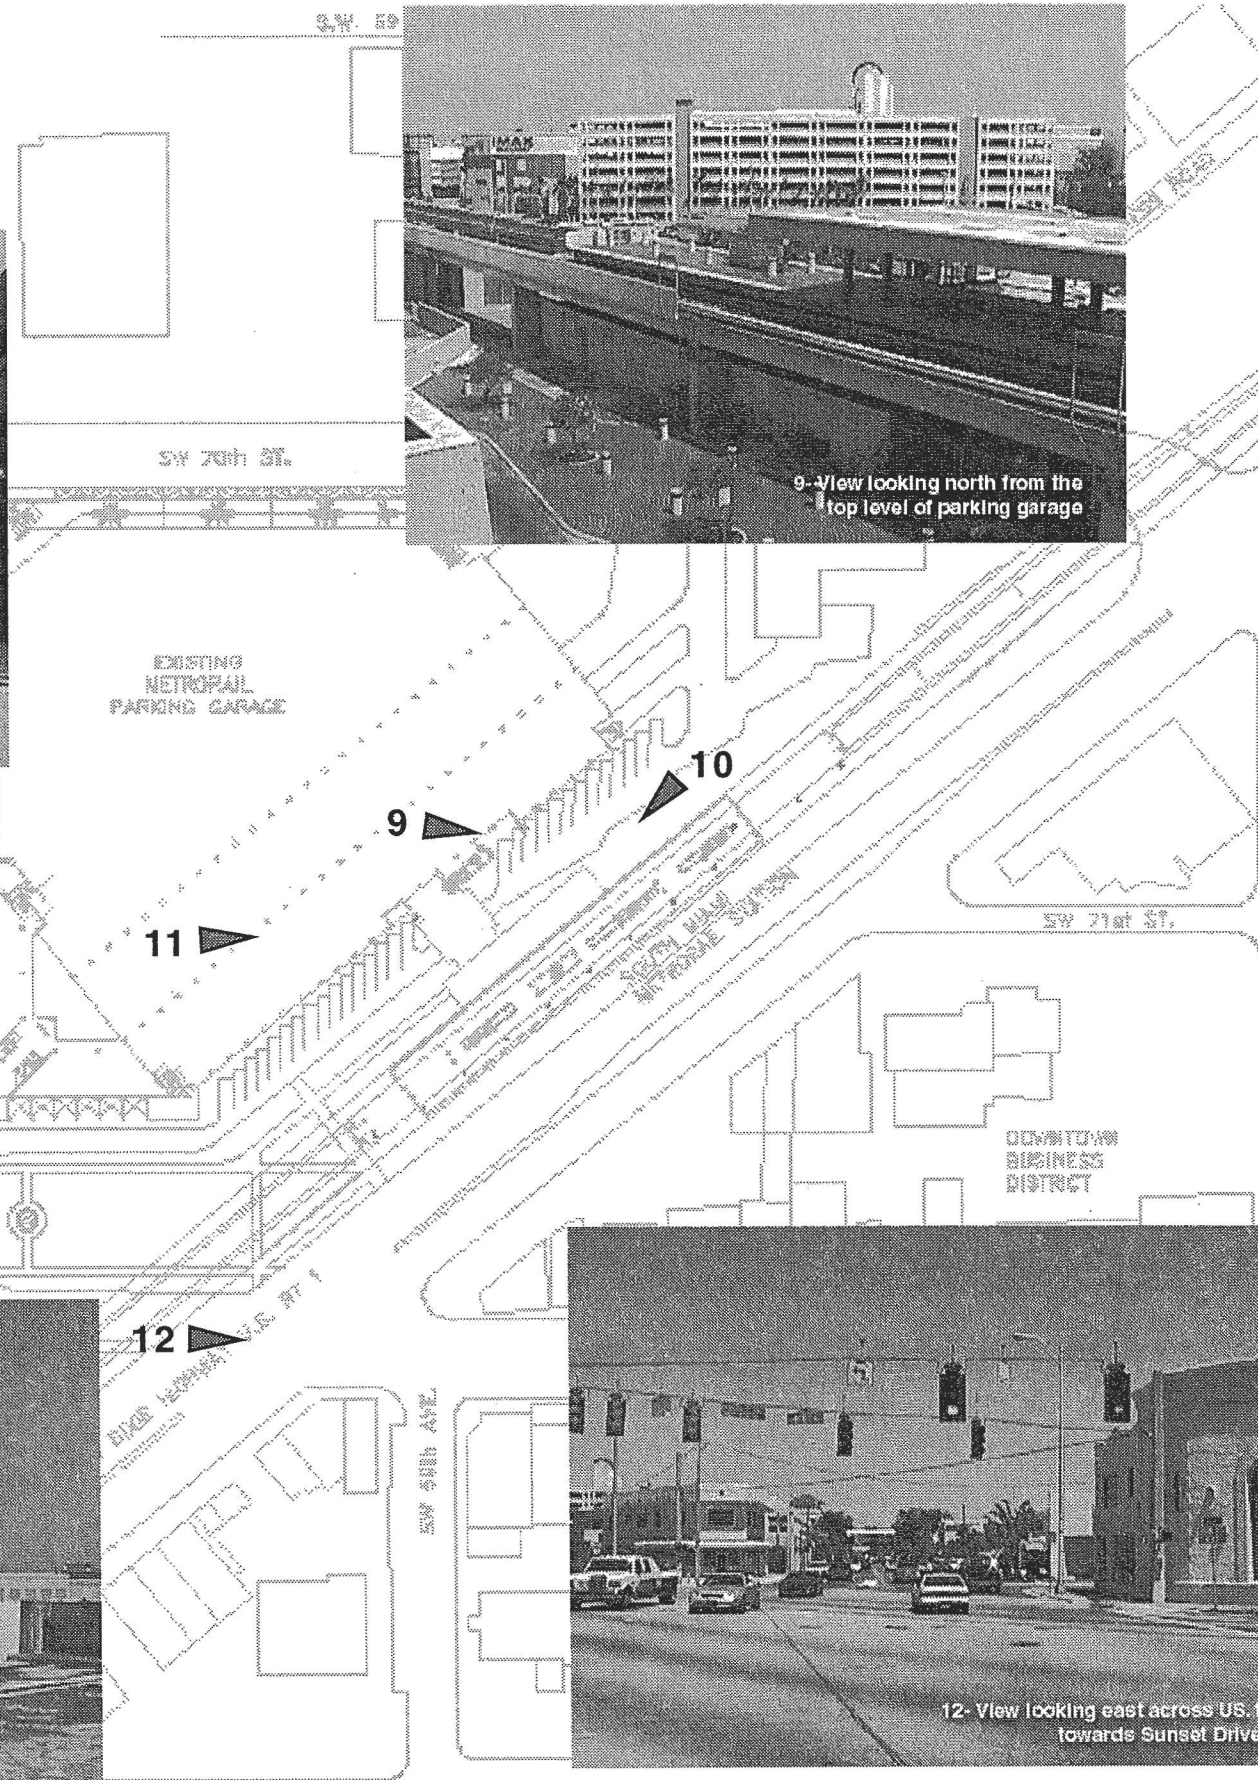 S.W. 59
IMAX
SW 70th ST.
9--View looking north from the
top level of parking garage
EXISTING
METRORAIL
PARKING GARAGE
10
9
11
SOUTH MIAMI
METRORAIL STATION
SW 71st ST.
DOWNTOWN
BUSINESS
DISTRICT
12
DIXIE HIGHWAY
RT 1
SW 58th AVE.
12- View looking east across US.
towards Sunset Drive